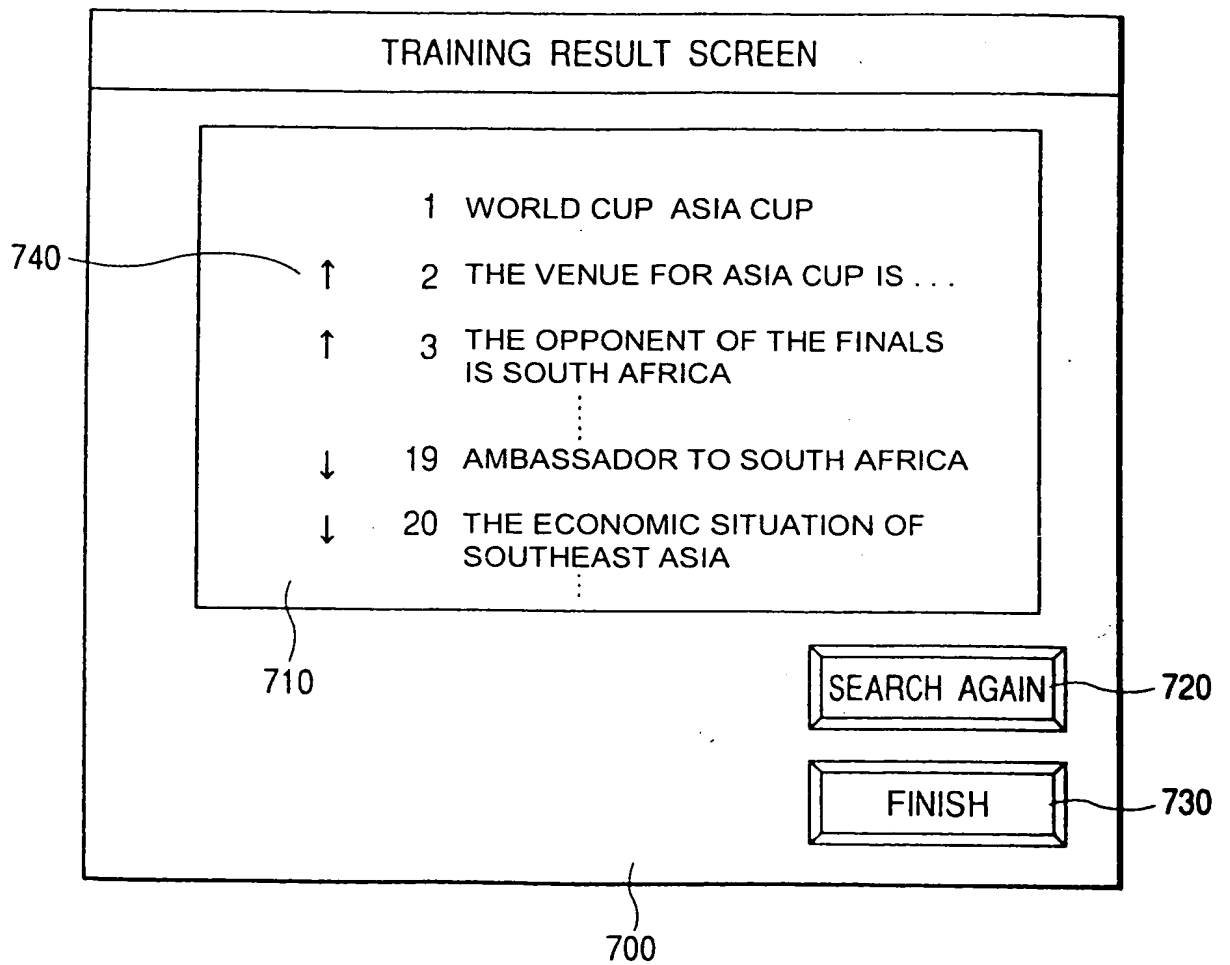 TRAINING RESULT SCREEN
1 WORLD CUP ASIA CUP
740
↑ 2 THE VENUE FOR ASIA CUP IS . . .
↑ 3 THE OPPONENT OF THE FINALS
IS SOUTH AFRICA
↓ 19 AMBASSADOR TO SOUTH AFRICA
↓ 20 THE ECONOMIC SITUATION OF
SOUTHEAST ASIA
710
SEARCH AGAIN
720
FINISH
730
700